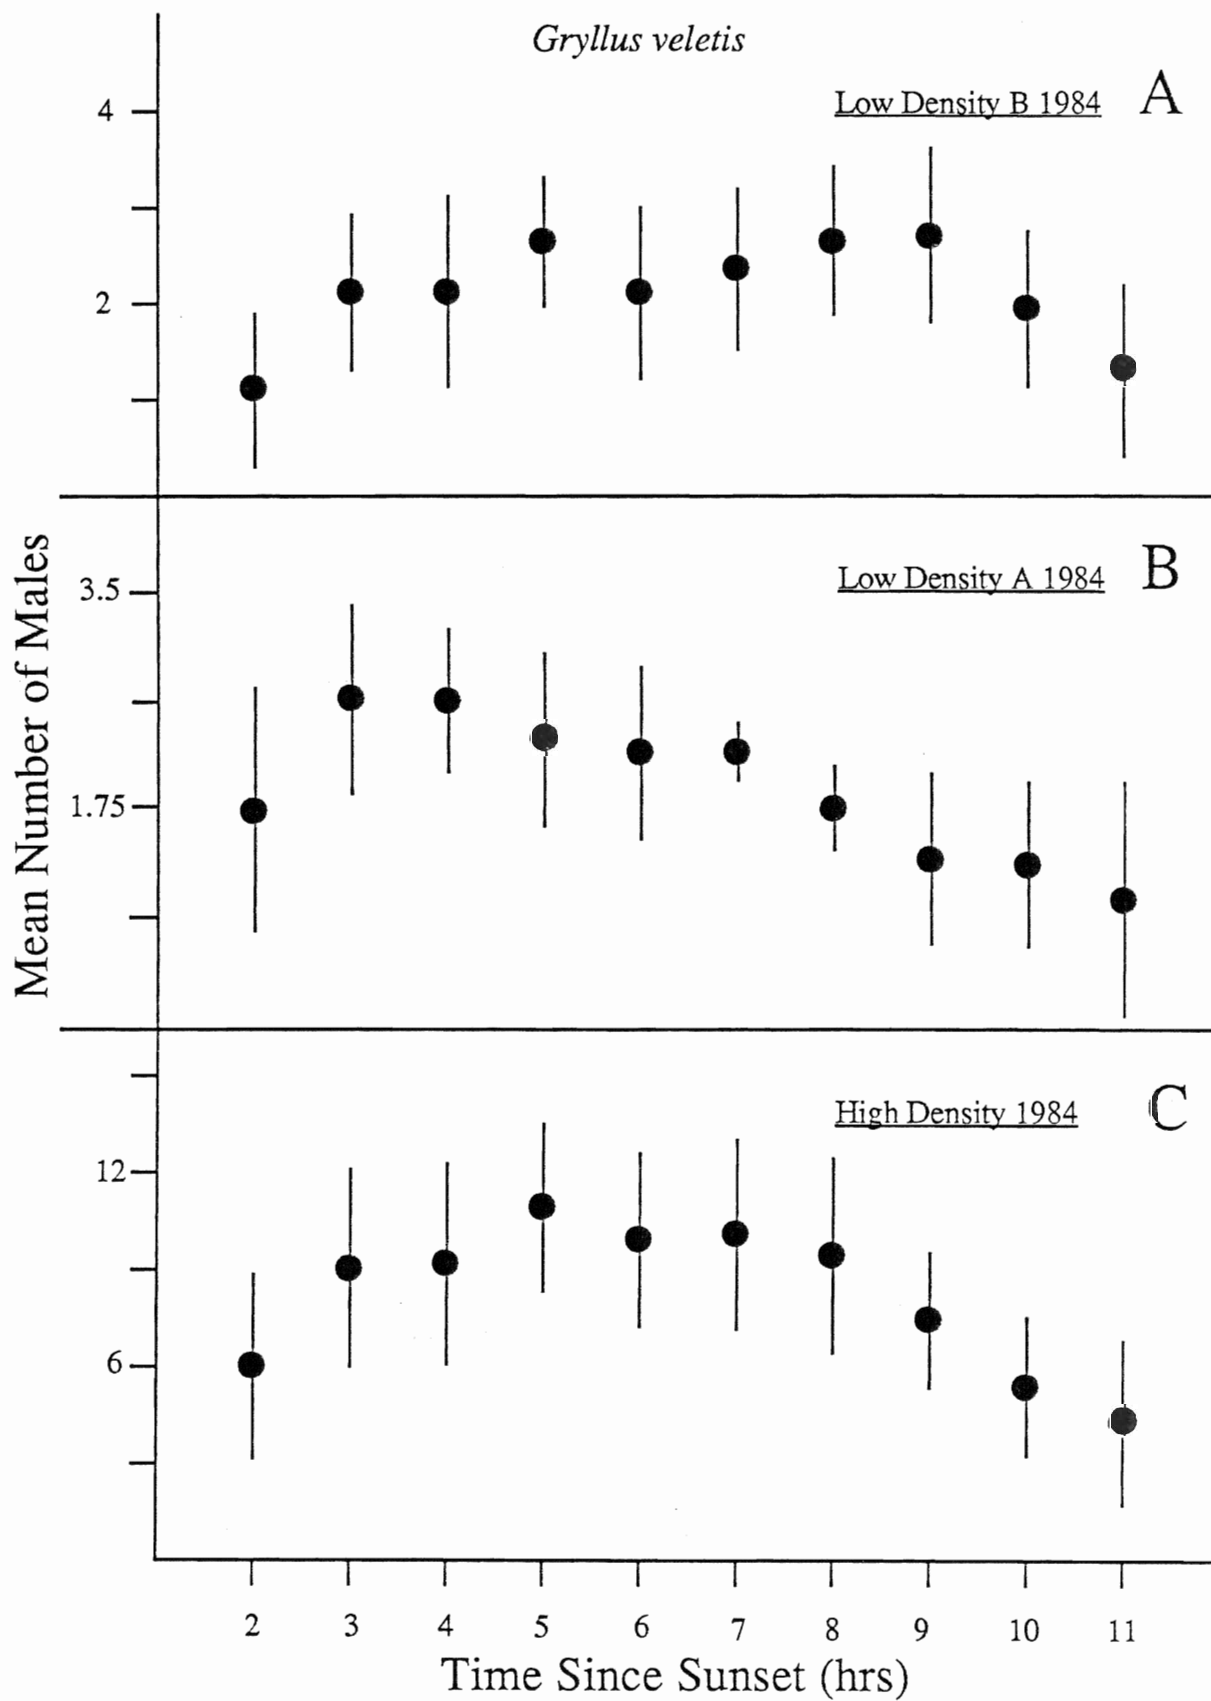 Gryllus veletis
Low Density B 1984
A
4
2
Mean Number of Males
Low Density A 1984
B
3.5
1.75
High Density 1984
C
12
6
2 3 4 5 6 7 8 9 10 11
Time Since Sunset (hrs)